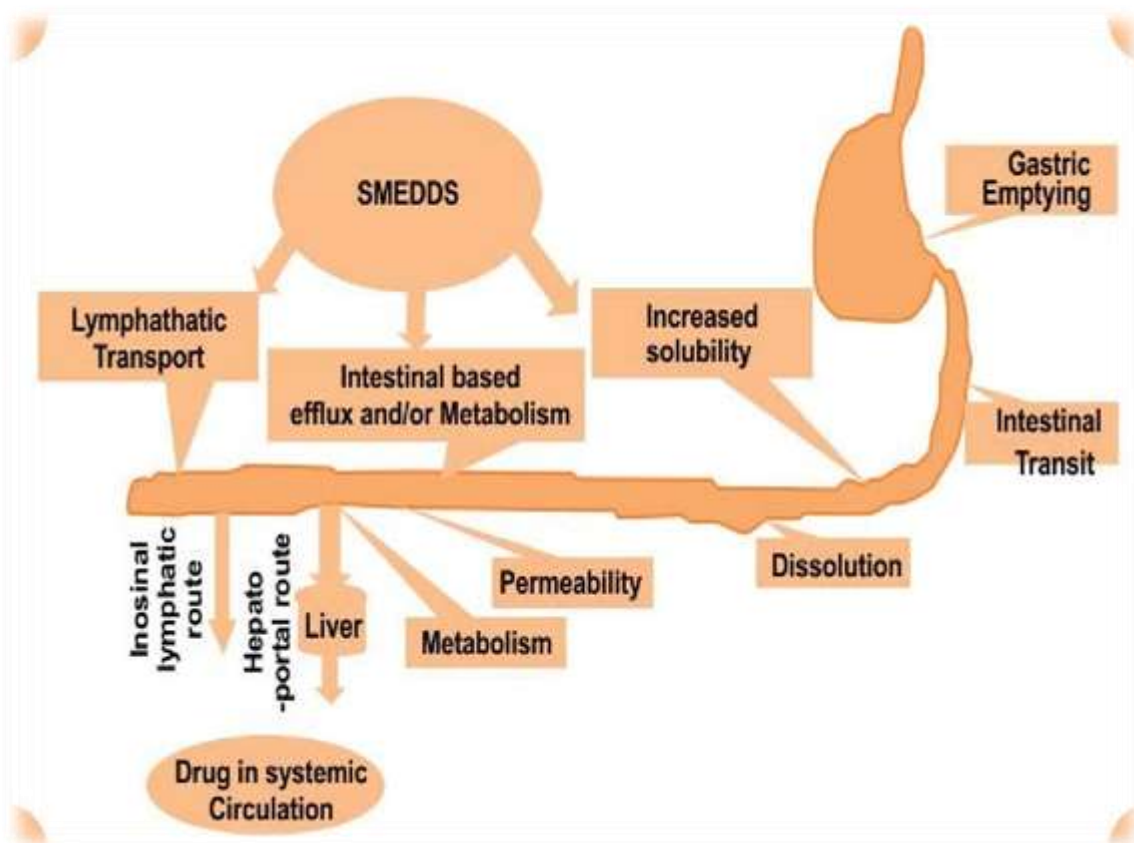 SMEDDS
Gastric
Emptying
Lymphathatic
Transport
Increased
solubility
Intestinal based
efflux and/or Metabolism
Intestinal
Transit
Dissolution
Permeability
Metabolism
Inosinal
lymphatic
route
Hepato
-portal route
Liver
Drug in systemic
Circulation